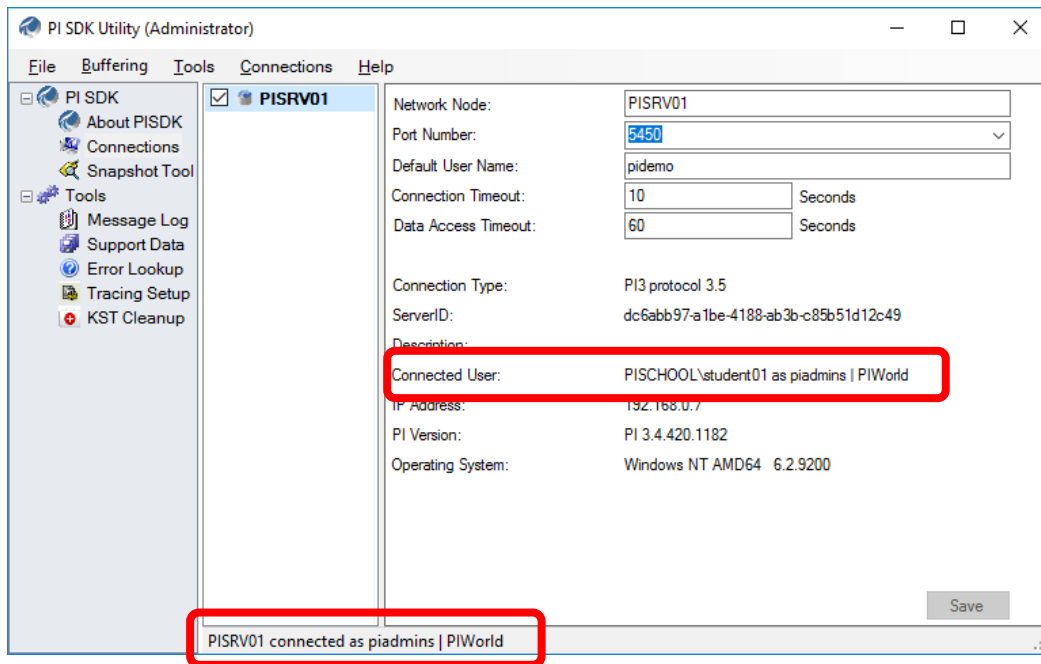 PI SDK Utility (Administrator)
File Buffering Tools Connections Help
PI SDK
About PISDK
Connections
Snapshot Tool
Tools
Message Log
Support Data
Error Lookup
Tracing Setup
KST Cleanup
PISRV01
Network Node: PISRV01
Port Number: 5450
Default User Name: pidemo
Connection Timeout: 10 Seconds
Data Access Timeout: 60 Seconds
Connection Type: PI3 protocol 3.5
ServerID: dc6abb97-a1be-4188-ab3b-c85b51d12c49
Description:
Connected User: PISCHOOL\student01 as piadmins | PIWorld
IP Address: 192.168.0.7
PI Version: PI 3.4.420.1182
Operating System: Windows NT AMD64 6.2.9200
Save
PISRV01 connected as piadmins | PIWorld